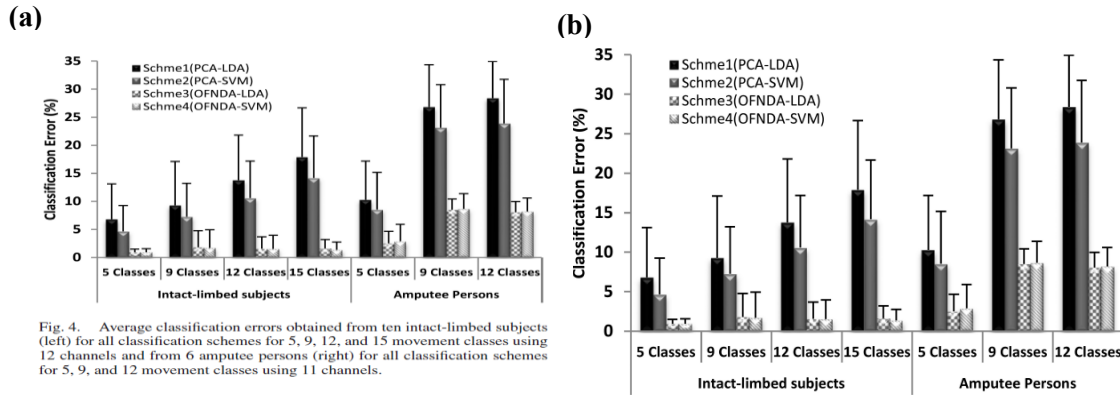 (a)
35
30
25
20
15
10
5
0
Classification Error (%)
Schme1(PCA-LDA)
Schme2(PCA-SVM)
Schme3(OFNDA-LDA)
Schme4(OFNDA-SVM)
5 Classes 9 Classes 12 Classes 15 Classes 5 Classes 9 Classes 12 Classes
Intact-limbed subjects Amputee Persons
Fig. 4. Average classification errors obtained from ten intact-limbed subjects
(left) for all classification schemes for 5, 9, 12, and 15 movement classes using
12 channels and from 6 amputee persons (right) for all classification schemes
for 5, 9, and 12 movement classes using 11 channels.
(b)
35
30
25
20
15
10
5
0
Classification Error (%)
Schme1(PCA-LDA)
Schme2(PCA-SVM)
Schme3(OFNDA-LDA)
Schme4(OFNDA-SVM)
5 Classes 9 Classes 12 Classes 15 Classes 5 Classes 9 Classes 12 Classes
Intact-limbed subjects Amputee Persons